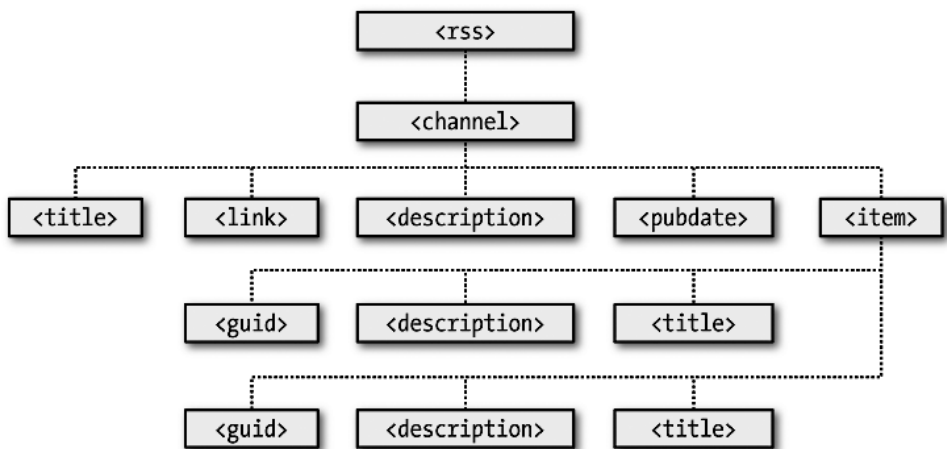 <rss>
<channel>
<title> <link> <description> <pubdate> <item>
<guid> <description> <title>
<guid> <description> <title>